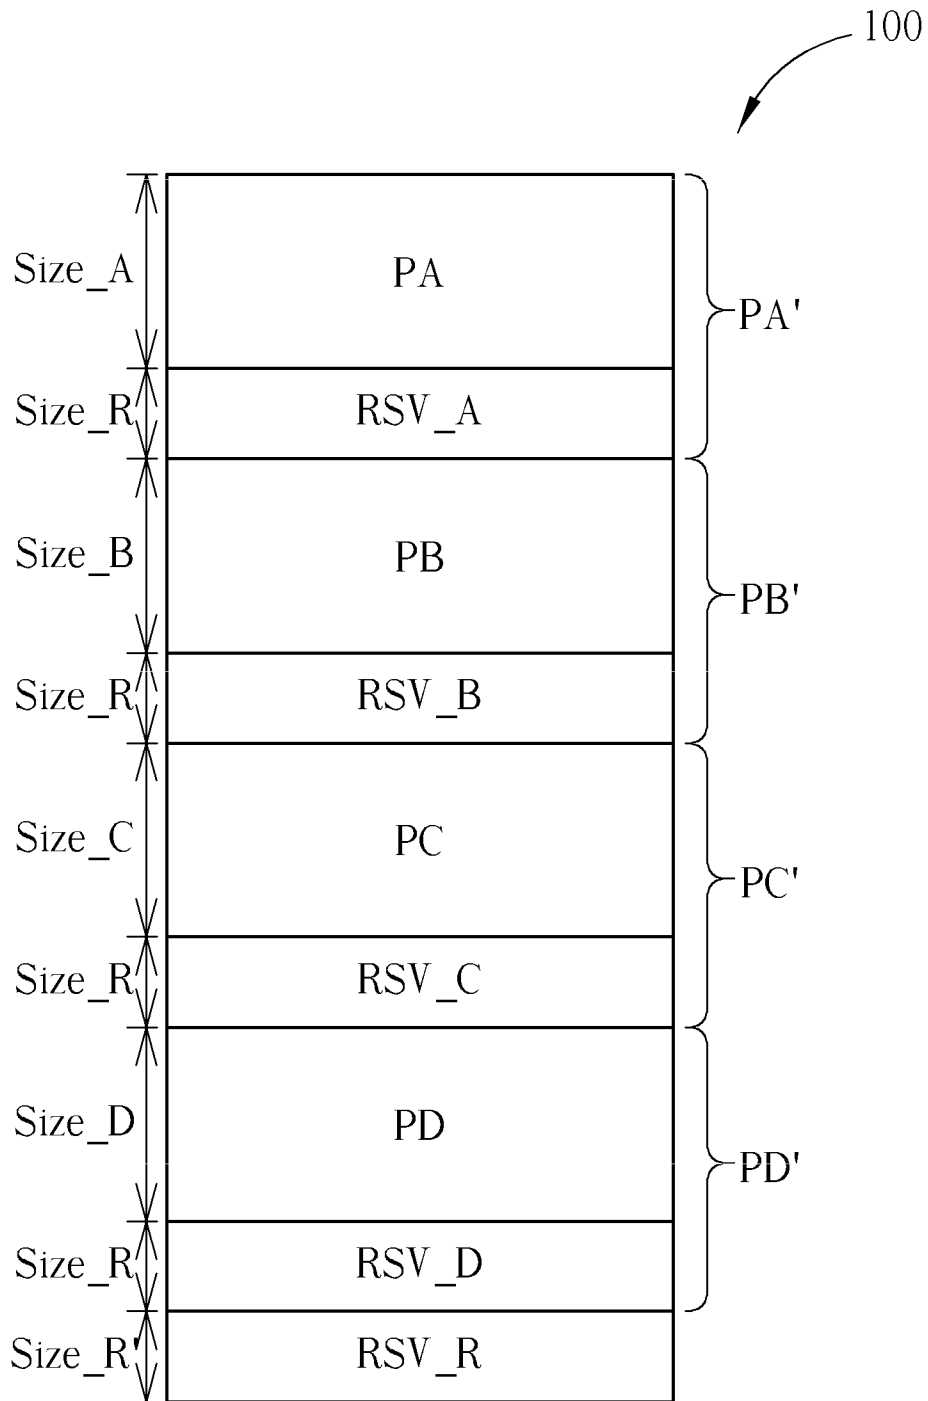 100
Size_A PA
PA'
Size_R RSV_A
Size_B PB
PB'
Size_R RSV_B
Size_C PC
PC'
Size_R RSV_C
Size_D PD
PD'
Size_R RSV_D
Size_R' RSV_R